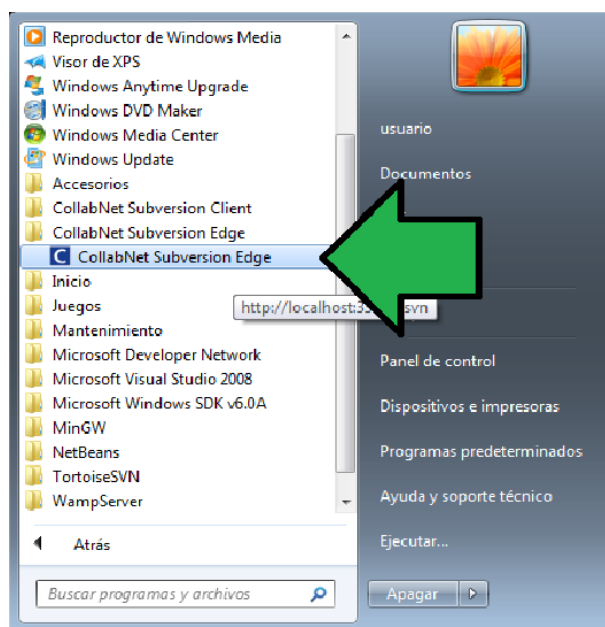 Reproductor de Windows Media
Visor de XPS
Windows Anytime Upgrade
Windows DVD Maker
Windows Media Center
Windows Update
Accesorios
CollabNet Subversion Client
CollabNet Subversion Edge
C CollabNet Subversion Edge
Inicio
Juegos
http://localhost:3 svn
Mantenimiento
Microsoft Developer Network
Microsoft Visual Studio 2008
Microsoft Windows SDK v6.0A
MinGW
NetBeans
TortoiseSVN
WampServer
Atrás
Buscar programas y archivos
usuario
Documentos
Panel de control
Dispositivos e impresoras
Programas predeterminados
Ayuda y soporte técnico
Ejecutar...
Apagar